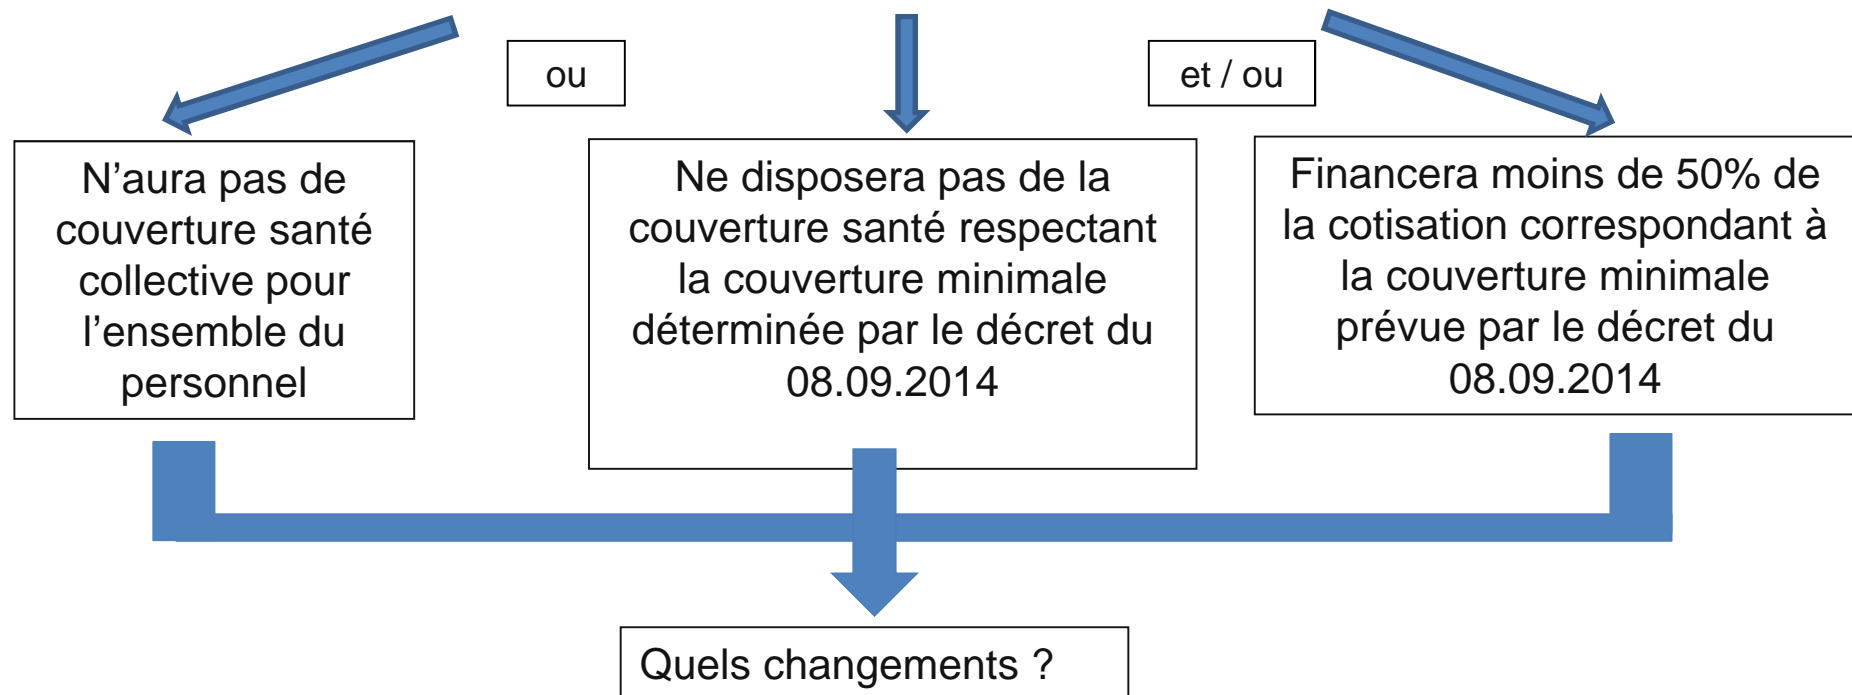 ou
et / ou
N'aura pas de
couverture santé
collective pour
l'ensemble du
personnel
Ne disposera pas de la
couverture santé respectant
la couverture minimale
déterminée par le décret du
08.09.2014
Financera moins de 50% de
la cotisation correspondant à
la couverture minimale
prévue par le décret du
08.09.2014
Quels changements ?